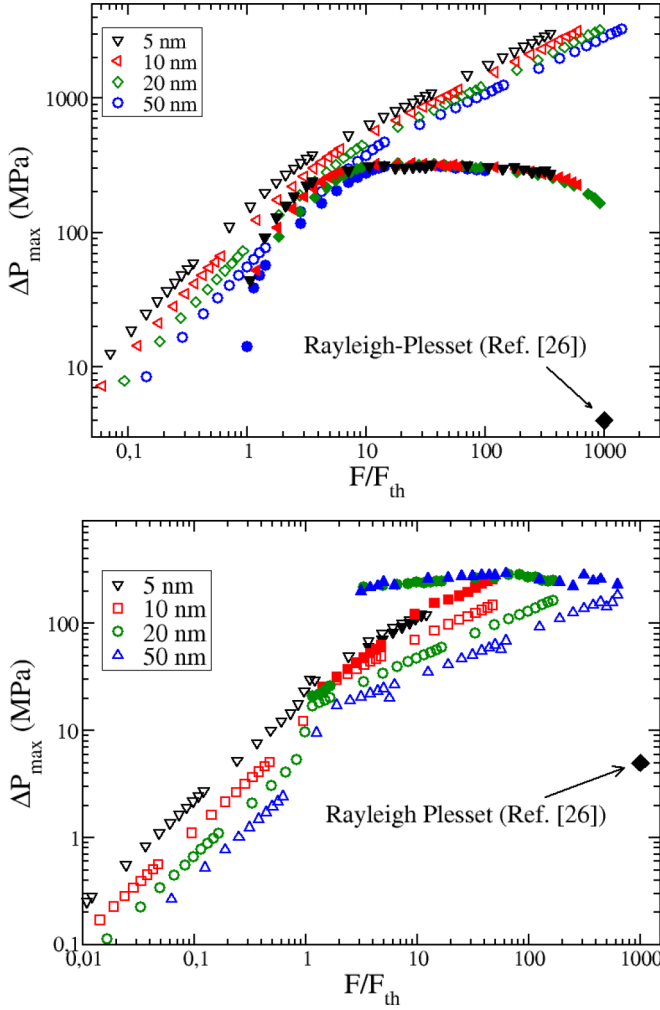 5 nm
10 nm
20 nm
50 nm
1000
100
10
ΔP_max (MPa)
Rayleigh-Plesset (Ref. [26])
0,1
1
10
100
1000
F/F_th
5 nm
10 nm
20 nm
50 nm
100
10
1
0,1
ΔP_max (MPa)
Rayleigh Plesset (Ref. [26])
0,01
0,1
1
10
100
1000
F/F_th